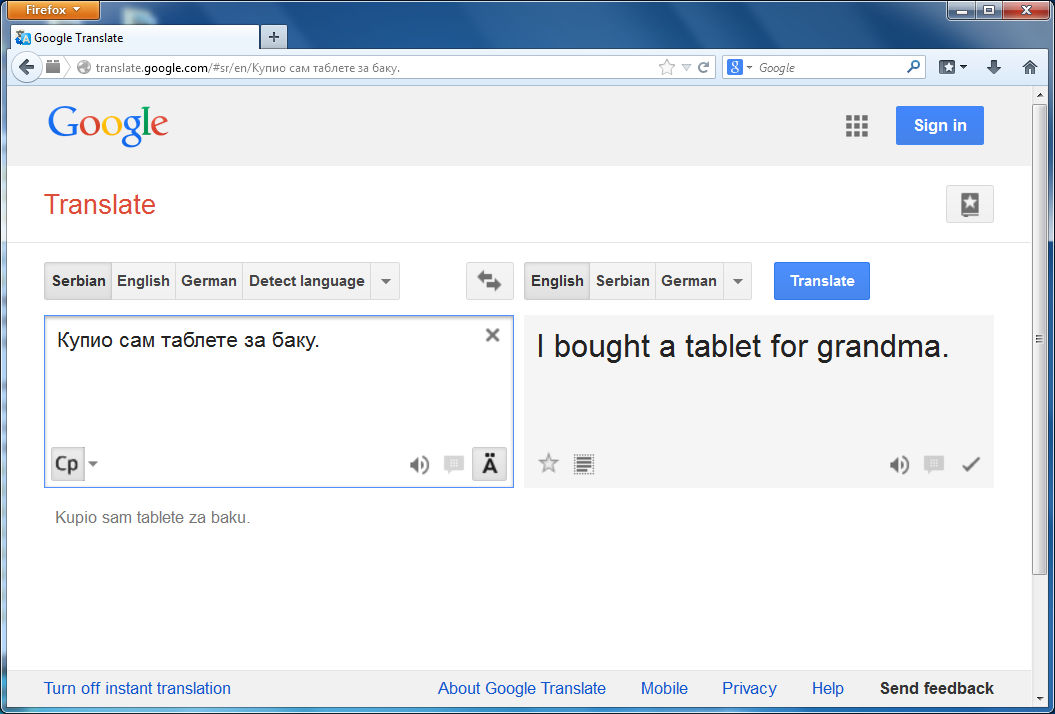 Firefox
Google Translate
translate.google.com/#sr/en/Купио сам таблете за баку.
Google
Google
Sign in
Translate
Serbian English German Detect language
English Serbian German
Translate
Купио сам таблете за баку.
I bought a tablet for grandma.
Ср
Ä
Kupio sam tablete za baku.
Turn off instant translation
About Google Translate Mobile Privacy Help Send feedback